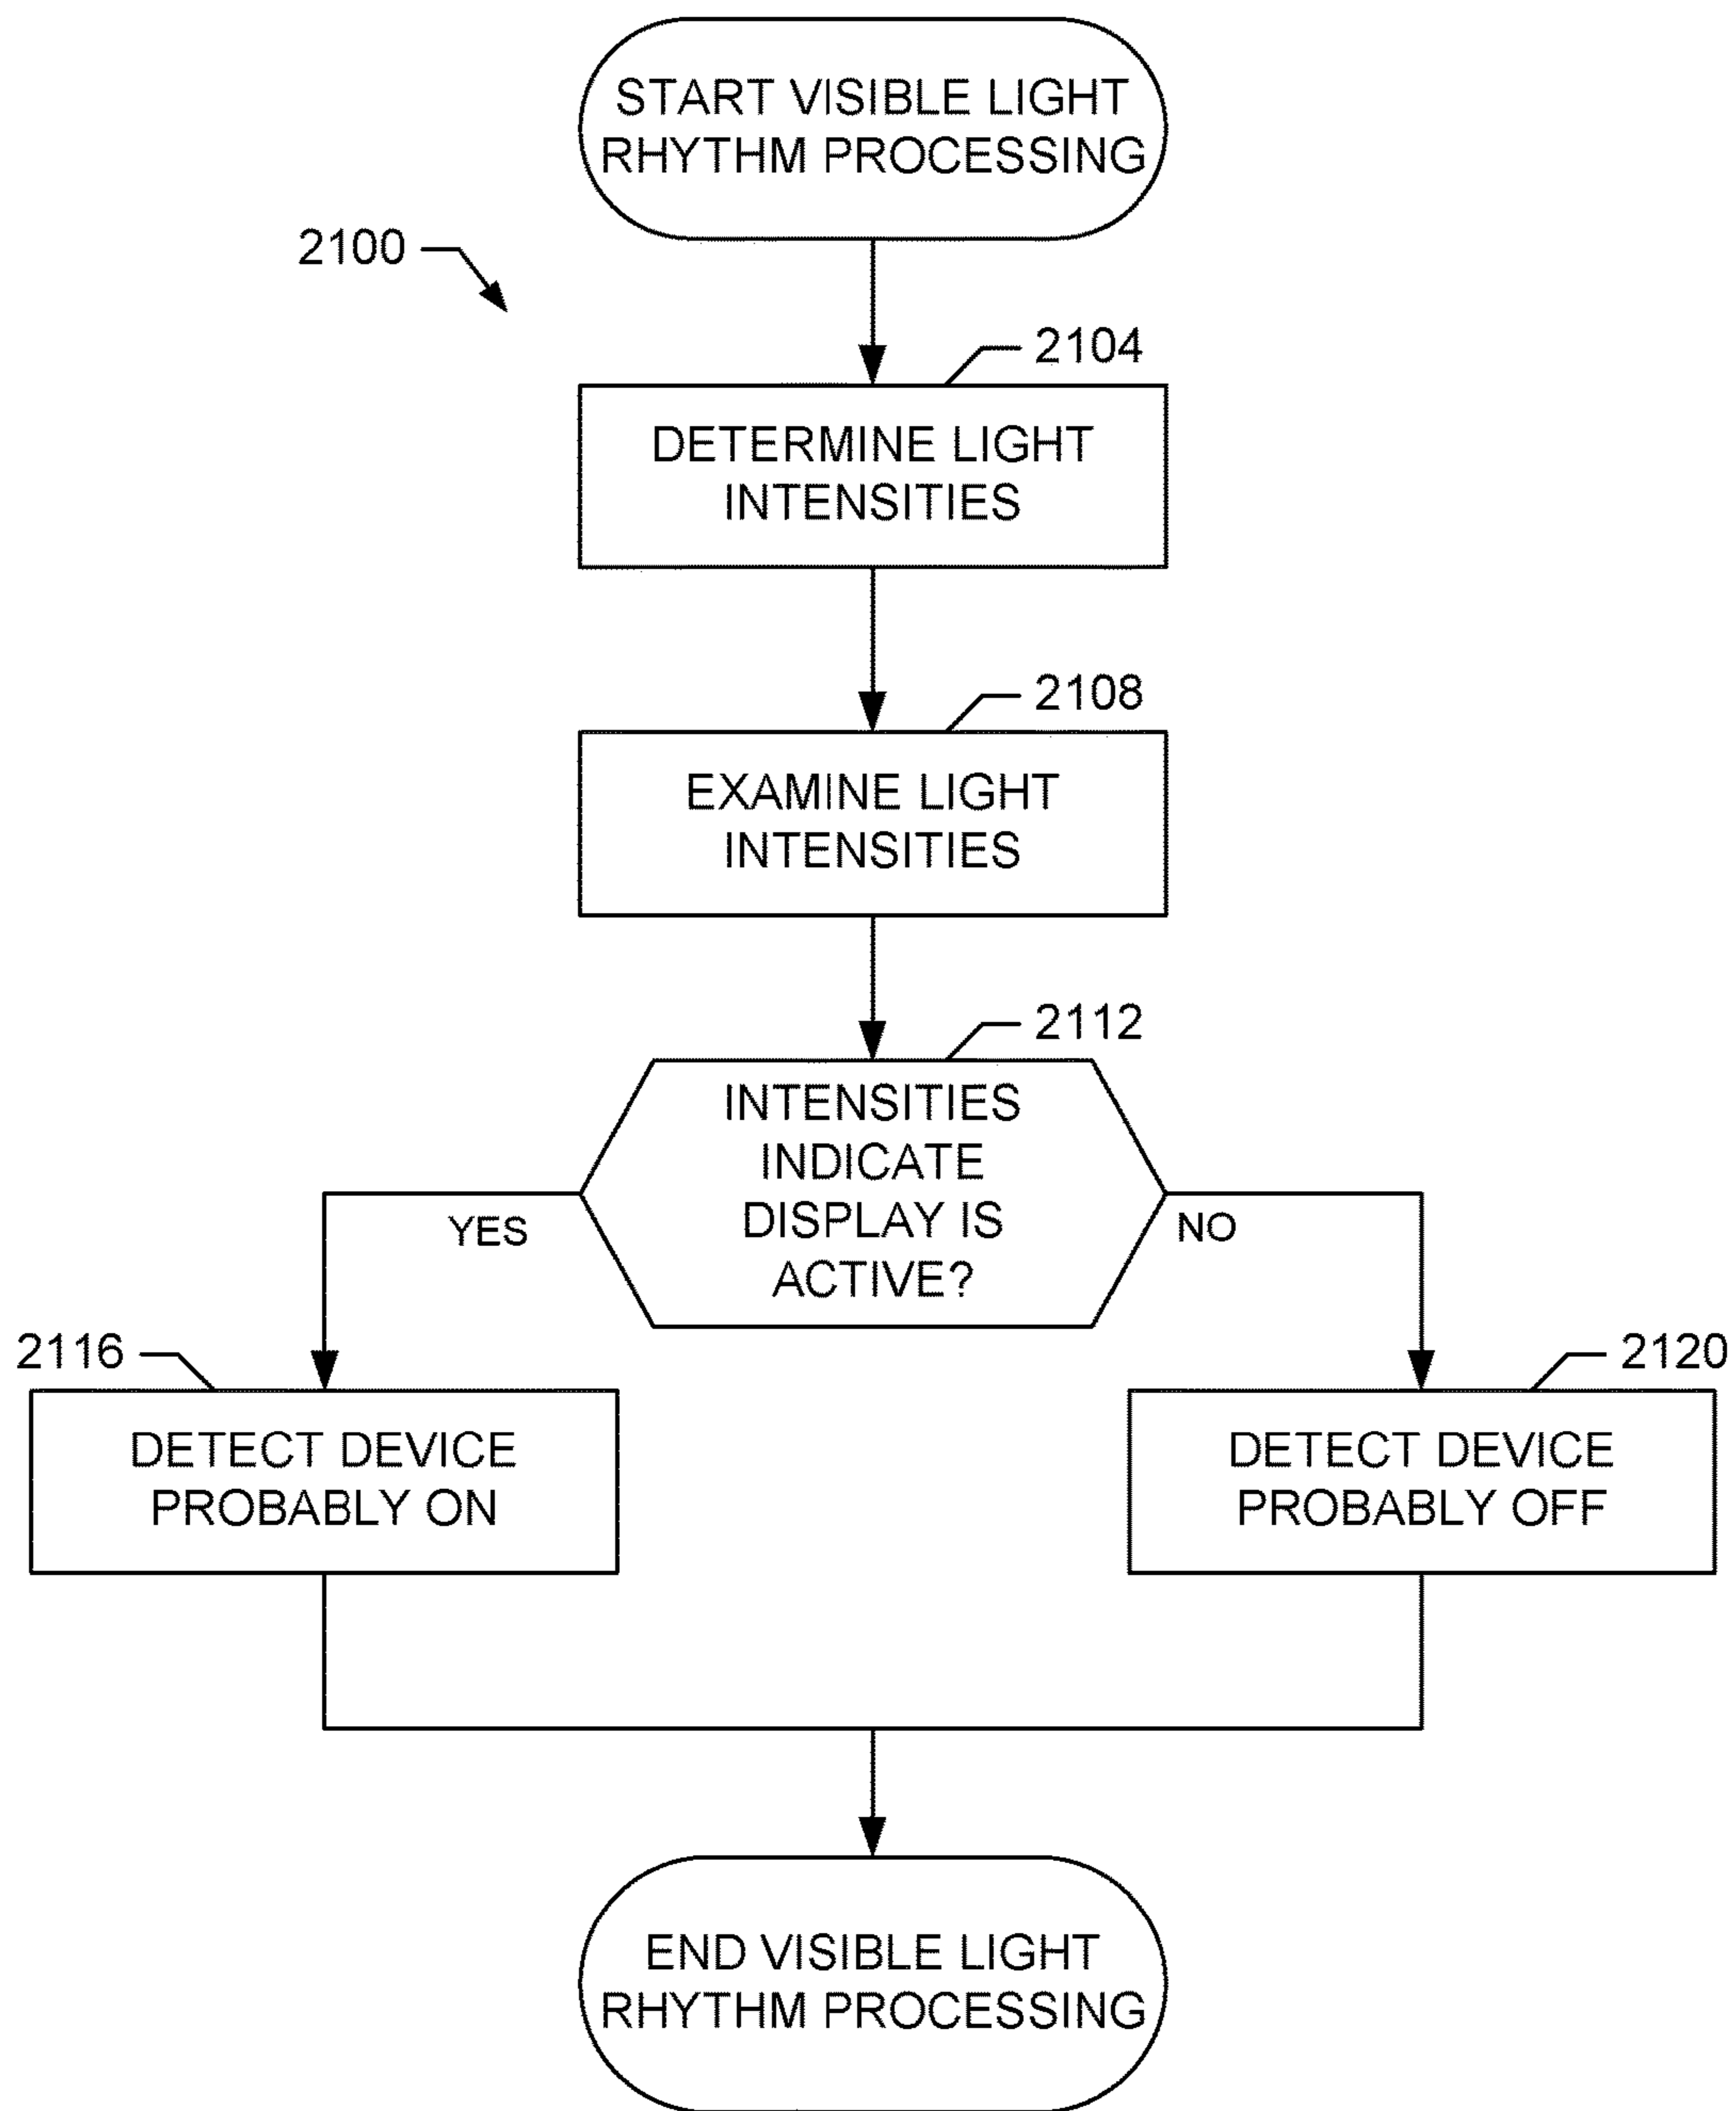 START VISIBLE LIGHT
RHYTHM PROCESSING
2100
2104
DETERMINE LIGHT
INTENSITIES
2108
EXAMINE LIGHT
INTENSITIES
2112
INTENSITIES
INDICATE
DISPLAY IS
ACTIVE?
YES
NO
2116
DETECT DEVICE
PROBABLY ON
2120
DETECT DEVICE
PROBABLY OFF
END VISIBLE LIGHT
RHYTHM PROCESSING